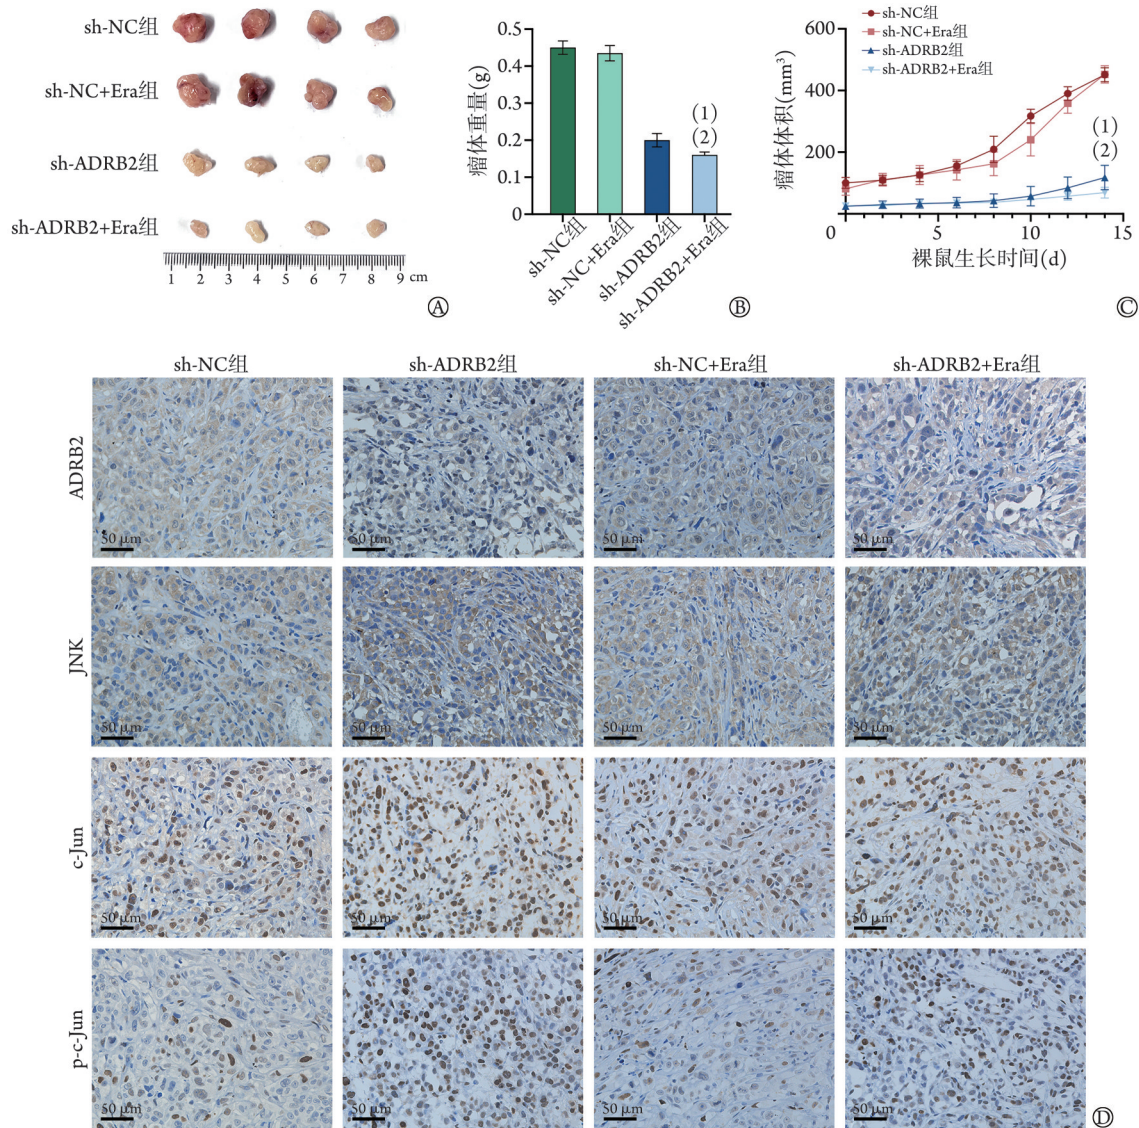 sh-NC组
sh-NC+Era组
sh-ADRB2组
sh-ADRB2+Era组
1 2 3 4 5 6 7 8 9 cm
Ⓐ
瘤体重量(g)
0.5
0.4
0.3
0.2
0.1
0
(1)
(2)
sh-NC组
sh-NC+Era组
sh-ADRB2组
sh-ADRB2+Era组
Ⓑ
sh-NC组
sh-NC+Era组
sh-ADRB2组
sh-ADRB2+Era组
瘤体体积(mm³)
600
400
200
(1)
(2)
0 5 10 15
裸鼠生长时间(d)
Ⓒ
sh-NC组 sh-ADRB2组 sh-NC+Era组 sh-ADRB2+Era组
ADRB2
50 μm 50 μm 50 μm 50 μm
JNK
50 μm 50 μm 50 μm 50 μm
c-Jun
50 μm 50 μm 50 μm 50 μm
p-c-Jun
50 μm 50 μm 50 μm 50 μm
Ⓓ